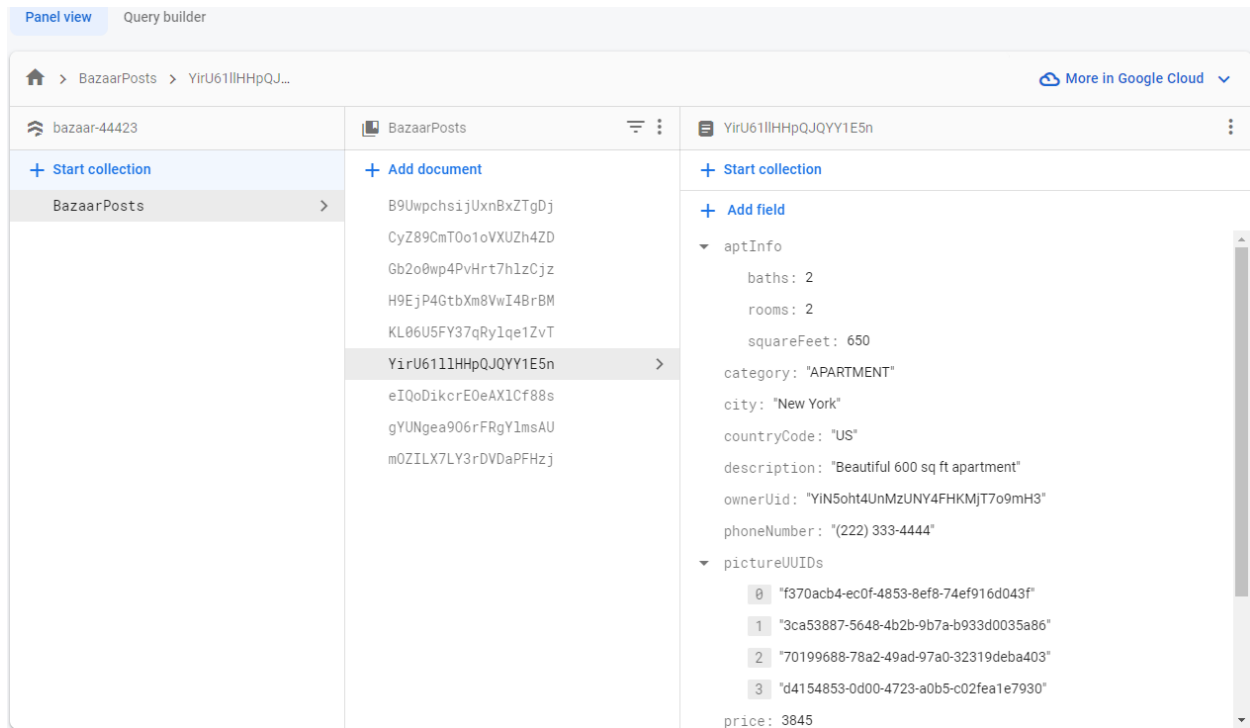 Panel view Query builder
BazaarPosts > YirU61llHHpQJ... More in Google Cloud
bazaar-44423
BazaarPosts
YirU61llHHpQJQYY1E5n
+ Start collection
+ Add document
+ Start collection
BazaarPosts
B9UwpchsijUxnBxZTgDj
CyZ89CmTOo1oVXUZh4ZD
Gb2o0wp4PvHrt7hlzCjz
H9EjP4GtbXm8VwI4BrBM
KL06U5FY37qRylqe1ZvT
YirU61llHHpQJQYY1E5n
eIQoDikcrEOeAXlCf88s
gYUNgea9O6rFRgYlmsAU
mOZILX7LY3rDVDaPFHzj
+ Add field
aptInfo
baths: 2
rooms: 2
squareFeet: 650
category: "APARTMENT"
city: "New York"
countryCode: "US"
description: "Beautiful 600 sq ft apartment"
ownerUid: "YiN5oht4UnMzUNY4FHKMjT7o9mH3"
phoneNumber: "(222) 333-4444"
pictureUUIDs
0 "f370acb4-ec0f-4853-8ef8-74ef916d043f"
1 "3ca53887-5648-4b2b-9b7a-b933d0035a86"
2 "70199688-78a2-49ad-97a0-32319deba403"
3 "d4154853-0d00-4723-a0b5-c02fea1e7930"
price: 3845